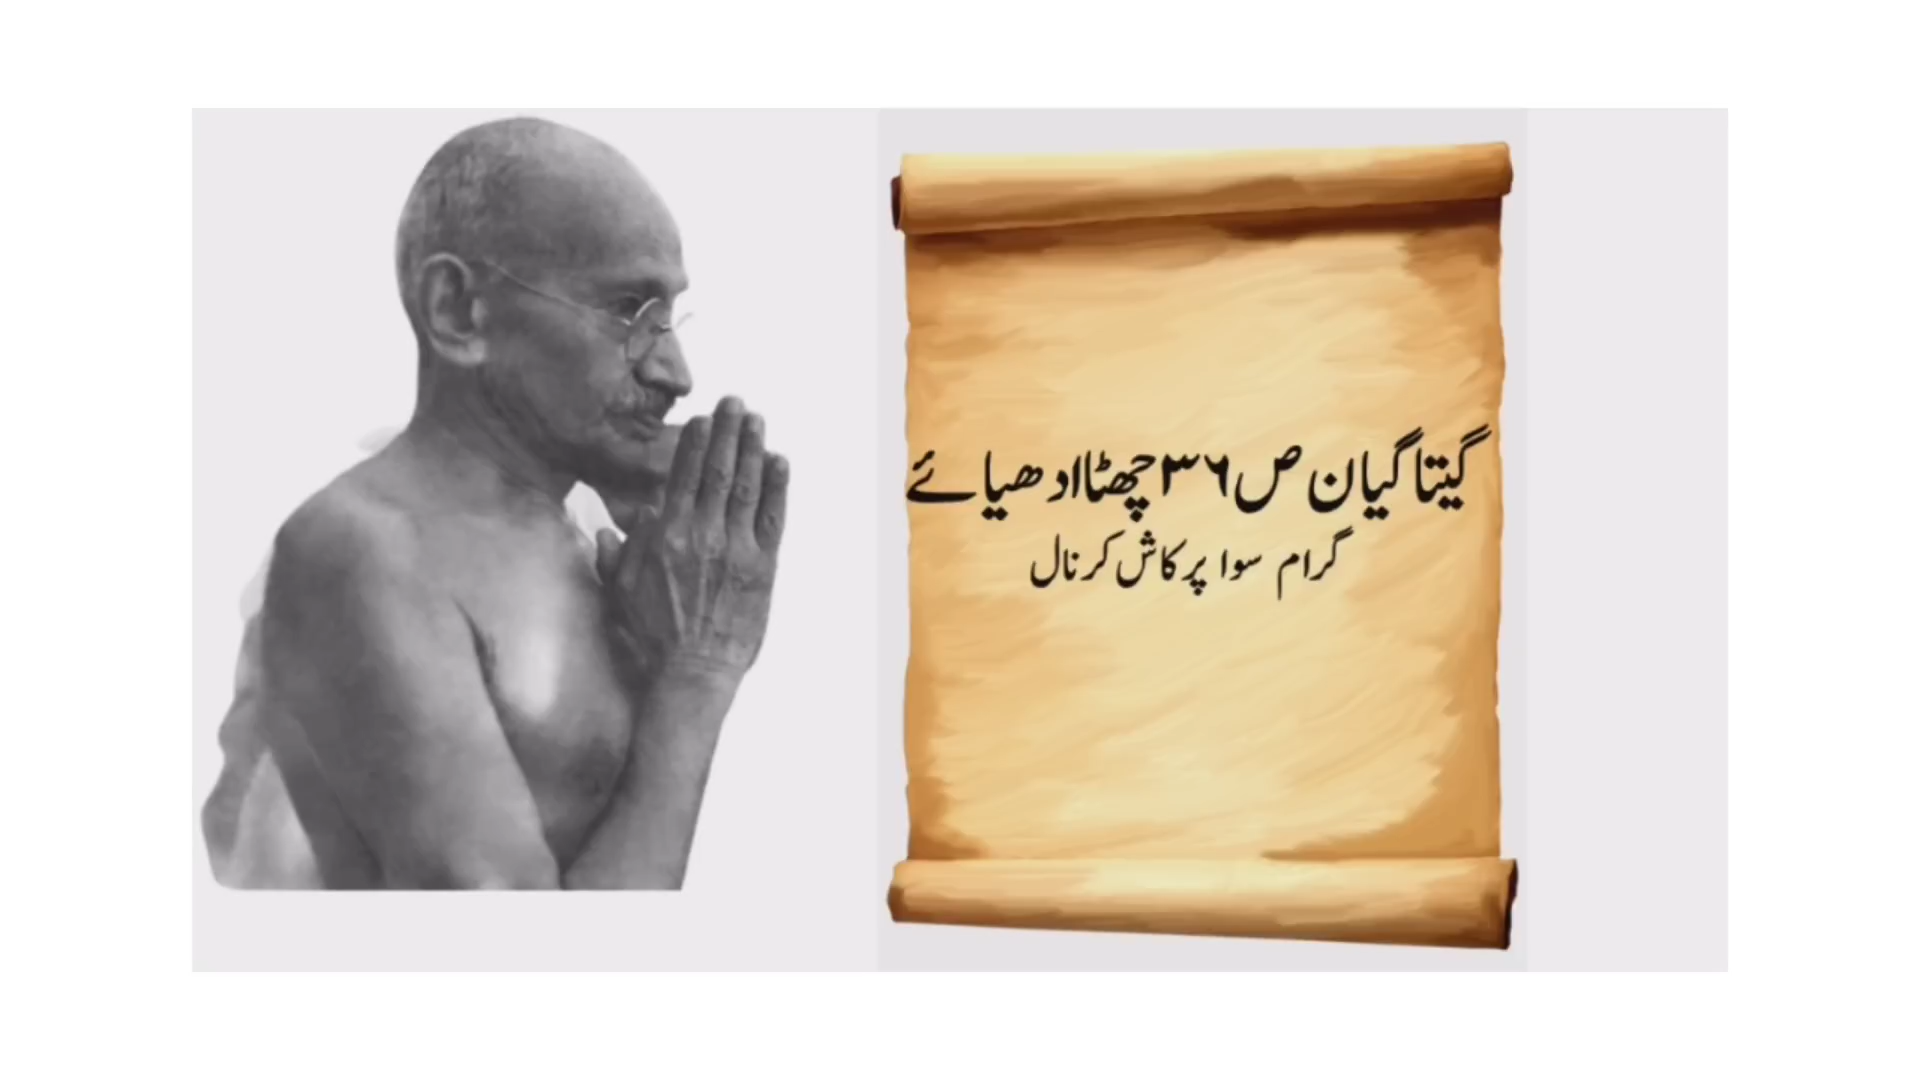 گیتا گیان ص ۳۶ چھٹا ادھیائے
گرام سوا پرکاش کرنال